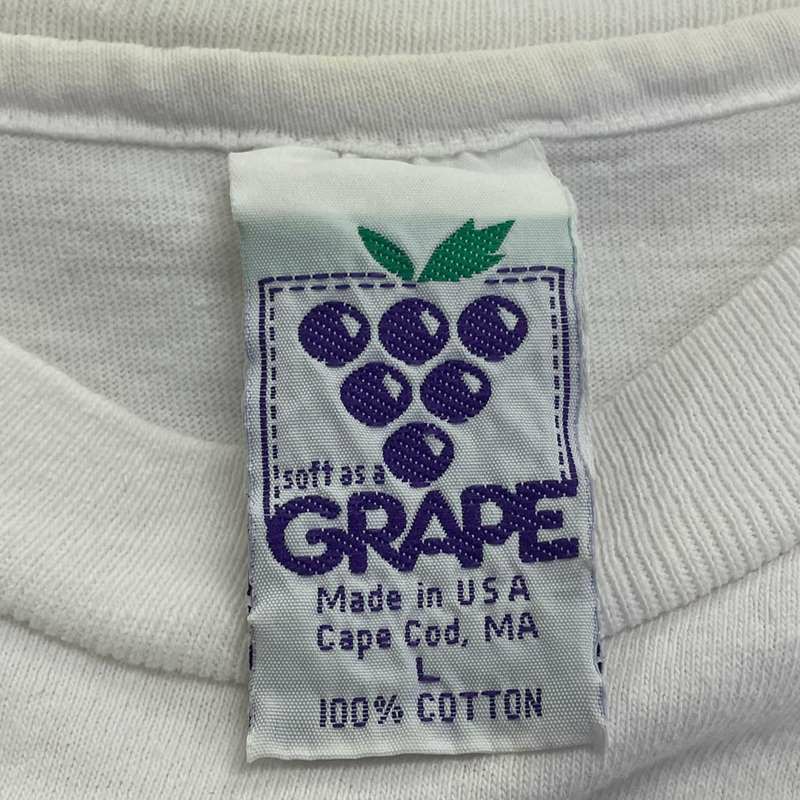 soft as a
GRAPE
Made in USA
Cape Cod, MA
L
100% COTTON